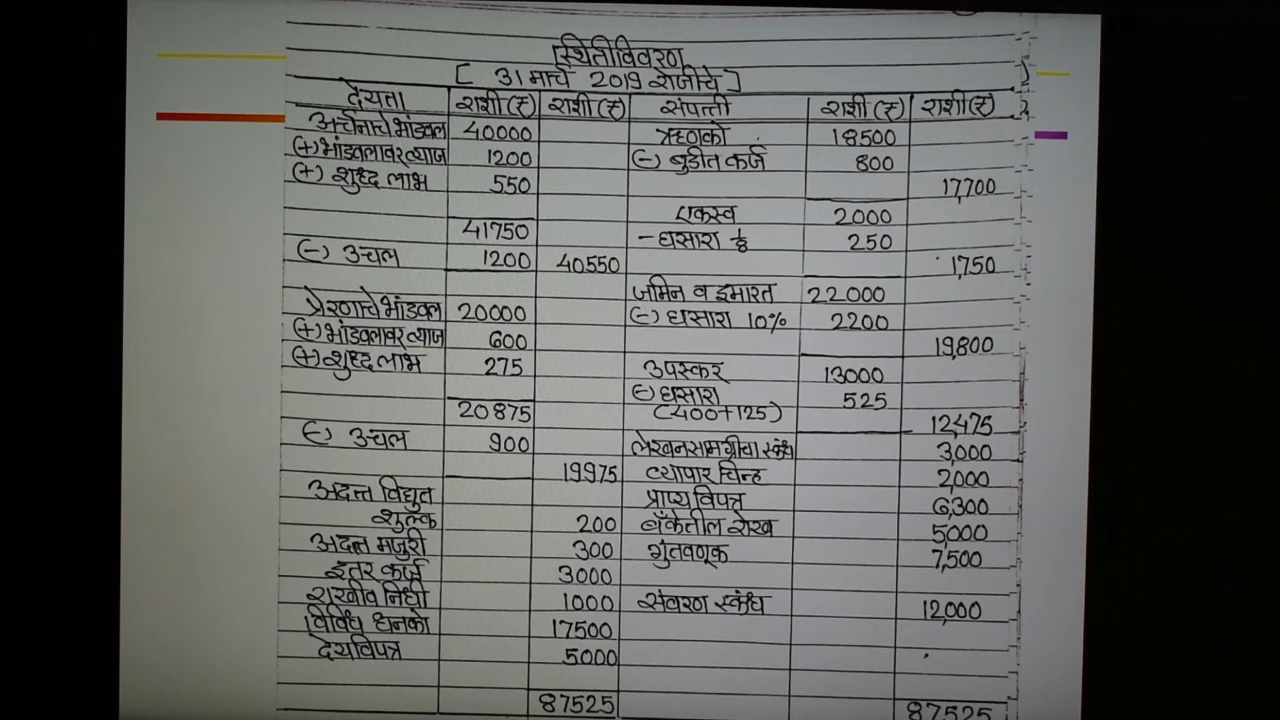 स्थितीविवरण
[ 31 मार्च 2019 रोजीचे ]
देयता राशी (₹) राशी (₹) संपत्ती राशी (₹) राशी (₹)
अर्चनाचे भांडवल 40000 ऋणको 18500
(+) भांडवलावर व्याज 1200 (-) बुडीत कर्ज 800
(+) शुध्द लाभ 550 17,700
एकस्व 2000
41750 - घसारा ⅛ 250
(-) उचल 1200 40550 1,750
जमिन व इमारत 22000
प्रेरणाचे भांडवल 20000 (-) घसारा 10% 2200
(+) भांडवलावर व्याज 600 19,800
(+) शुध्द लाभ 275 उपस्कर 13000
(-) घसारा 525
20875 (400+125) 12,475
(-) उचल 900 लेखनसामग्रीचा स्कंध 3,000
19975 व्यापार चिन्ह 2,000
अदत्त विद्युत प्राप्य विपत्र 6,300
शुल्क 200 बँकेतील रोख 5,000
अदत्त मजुरी 300 गुंतवणूक 7,500
इतर कर्ज 3000
राखीव निधी 1000 संवरण स्कंध 12,000
विविध धनको 17500
देयविपत्र 5000
87525 87525